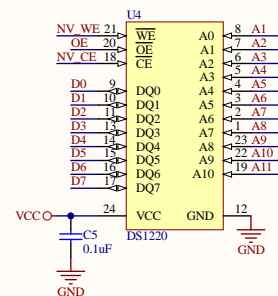 U4
NV_WE 21 WE A0 8 A1
OE 20 OE A1 7 A2
NV_CE 18 CE A2 6 A3
A3 5 A4
D0 9 DQ0 A4 4 A5
D1 10 DQ1 A5 3 A6
D2 11 DQ2 A6 2 A7
D3 13 DQ3 A7 1 A8
D4 14 DQ4 A8 23 A9
D5 15 DQ5 A9 22 A10
D6 16 DQ6 A10 19 A11
D7 17 DQ7
VCC 24 VCC GND 12
DS1220
C5
0.1uF
GND
GND